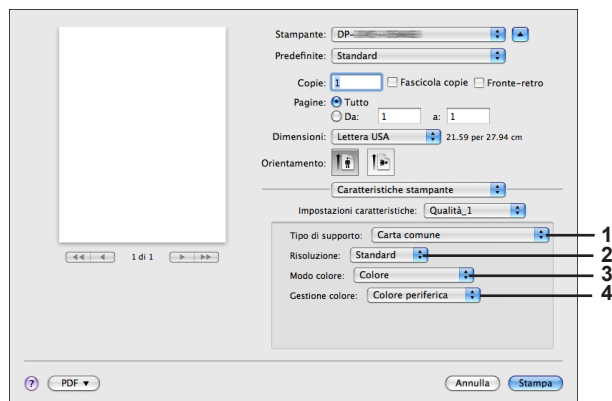 Stampante: DP-
Predefinite: Standard
Copie: 1 Fascicola copie Fronte-retro
Pagine: Tutto
Da: 1 a: 1
Dimensioni: Lettera USA 21.59 per 27.94 cm
Orientamento:
Caratteristiche stampante
Impostazioni caratteristiche: Qualità_1
Tipo di supporto: Carta comune 1
Risoluzione: Standard 2
Modo colore: Colore 3
Gestione colore: Colore periferica 4
1 di 1
? PDF ▼ Annulla Stampa